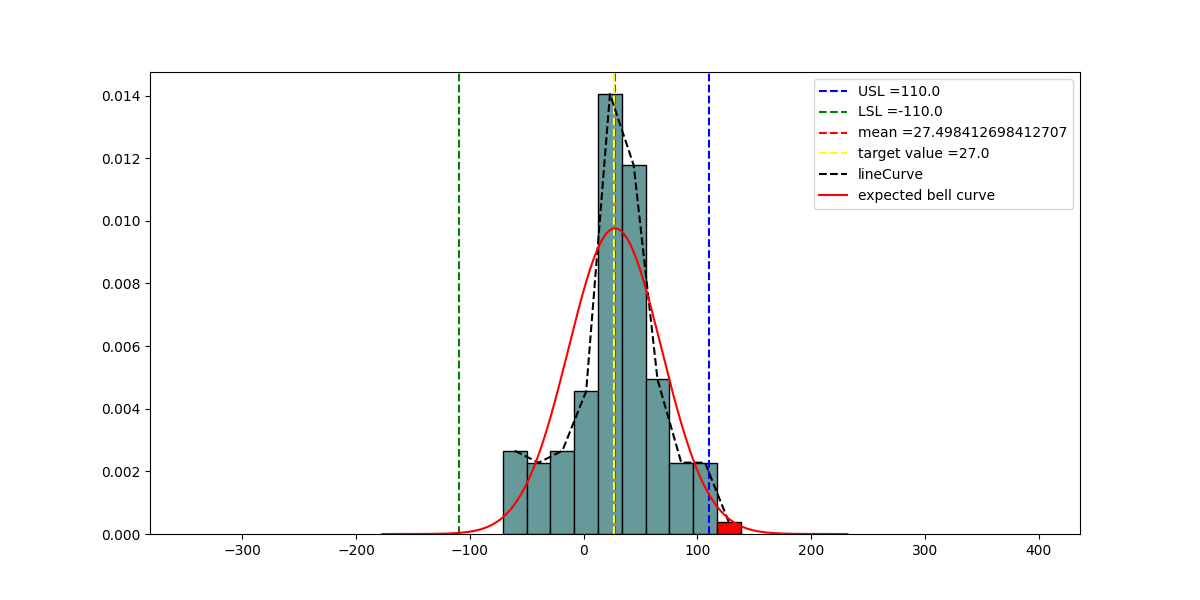 0.014
0.012
0.010
0.008
0.006
0.004
0.002
0.000
−300
−200
−100
0
100
200
300
400
USL =110.0
LSL =-110.0
mean =27.498412698412707
target value =27.0
lineCurve
expected bell curve